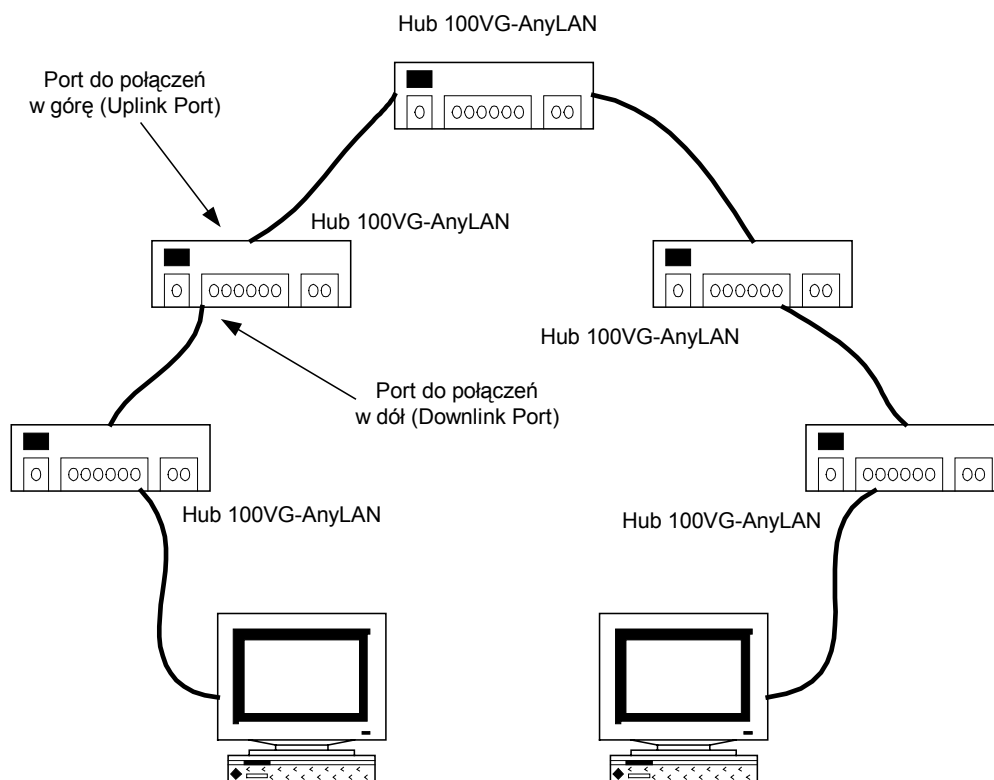 Hub 100VG-AnyLAN
Port do połączeń
w górę (Uplink Port)
Hub 100VG-AnyLAN
Hub 100VG-AnyLAN
Port do połączeń
w dół (Downlink Port)
Hub 100VG-AnyLAN
Hub 100VG-AnyLAN